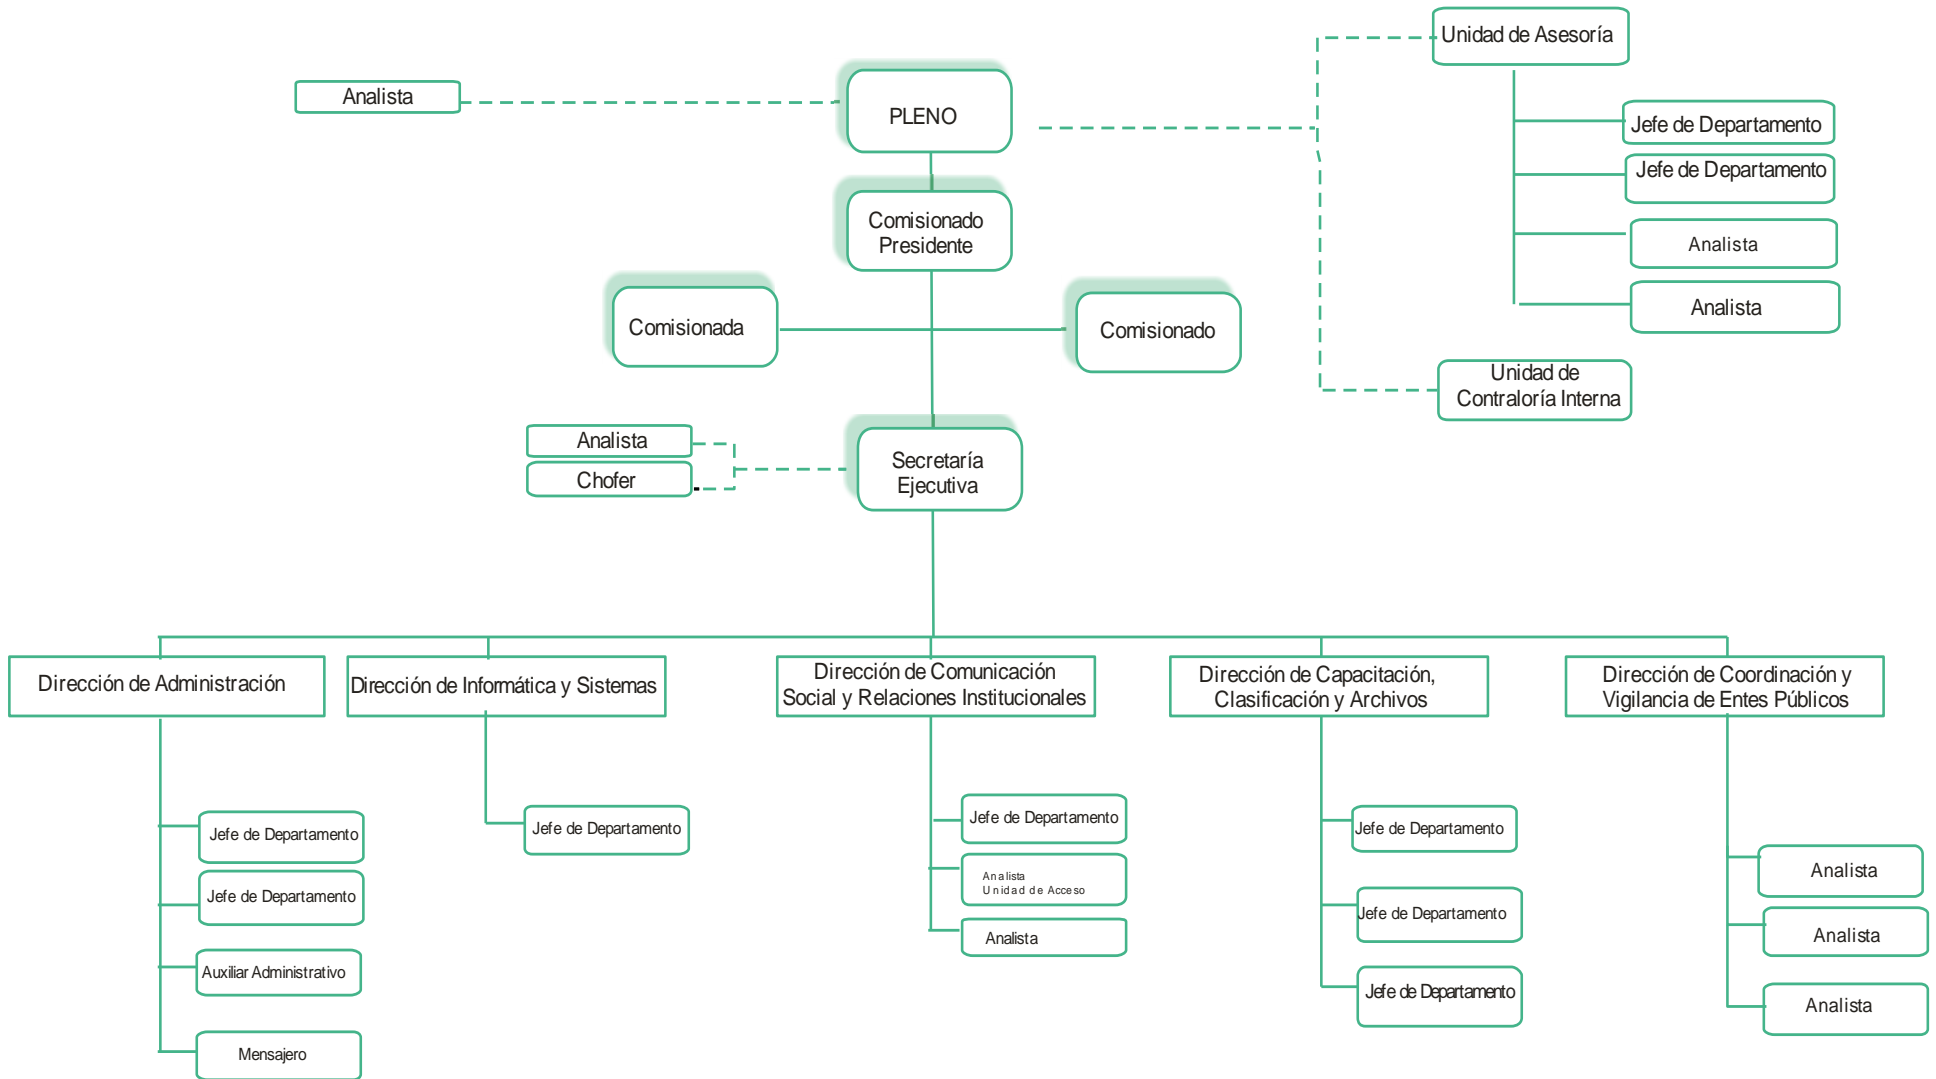 Unidad de Asesoría
Analista
PLENO
Jefe de Departamento
Jefe de Departamento
Comisionado
Presidente
Analista
Analista
Comisionada
Comisionado
Unidad de
Contraloría Interna
Analista
Chofer
Secretaría
Ejecutiva
Dirección de Administración
Dirección de Informática y Sistemas
Dirección de Comunicación
Social y Relaciones Institucionales
Dirección de Capacitación,
Clasificación y Archivos
Dirección de Coordinación y
Vigilancia de Entes Públicos
Jefe de Departamento
Jefe de Departamento
Auxiliar Administrativo
Mensajero
Jefe de Departamento
Jefe de Departamento
Analista
Unidad de Acceso
Analista
Jefe de Departamento
Jefe de Departamento
Jefe de Departamento
Analista
Analista
Analista